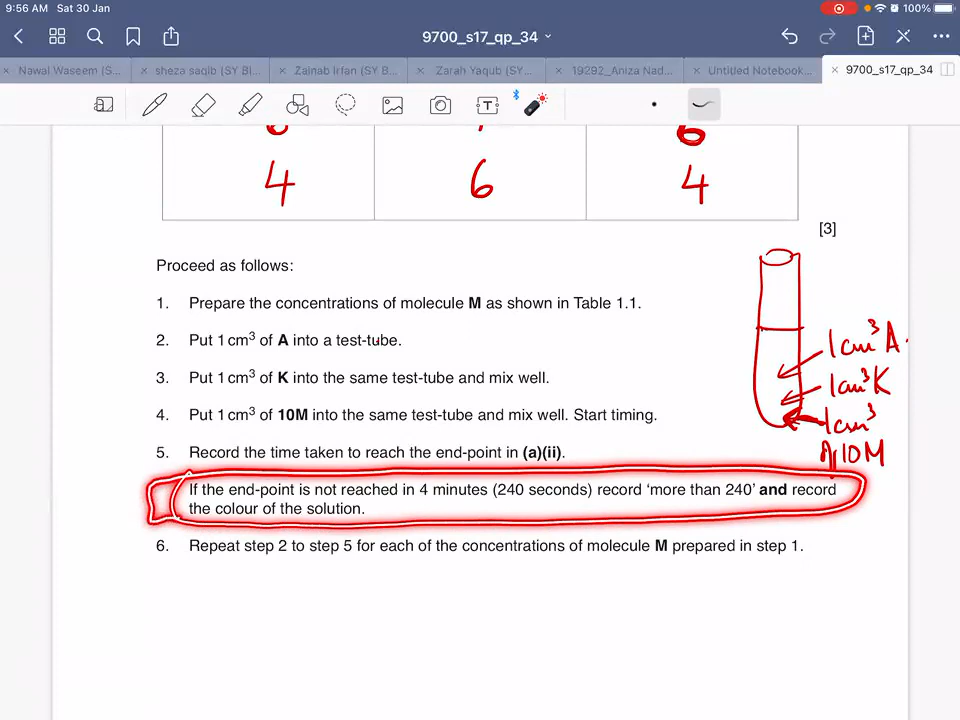 9:56 AM Sat 30 Jan
100%
9700_s17_qp_34
Nawal Waseem (S...
sheza saqib (SY Bl...
Zainab Irfan (SY B...
Zarah Yaqub (SY...
19292_Aniza Nad...
Untitled Notebook...
9700_s17_qp_34
6
4 6 4
[3]
Proceed as follows:
1. Prepare the concentrations of molecule M as shown in Table 1.1.
2. Put 1 cm³ of A into a test-tube.
3. Put 1 cm³ of K into the same test-tube and mix well.
4. Put 1 cm³ of 10M into the same test-tube and mix well. Start timing.
5. Record the time taken to reach the end-point in (a)(ii).
If the end-point is not reached in 4 minutes (240 seconds) record ‘more than 240’ and record
the colour of the solution.
6. Repeat step 2 to step 5 for each of the concentrations of molecule M prepared in step 1.
1cm³ A
1cm³ K
1cm³
10M